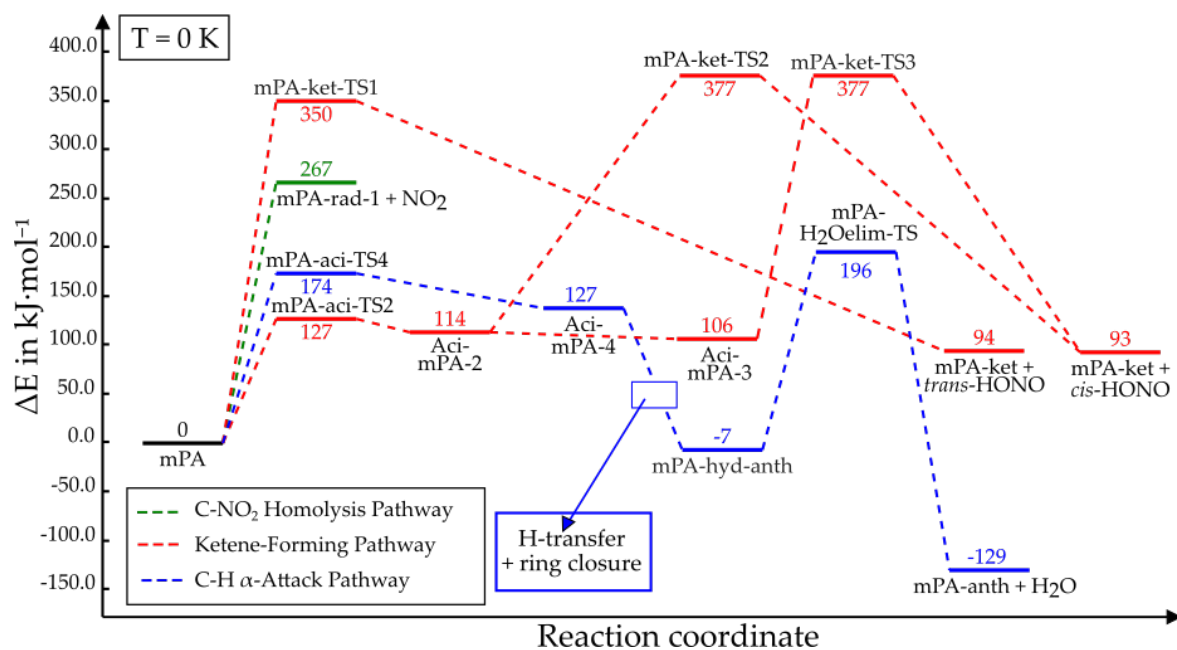 T = 0 K
ΔE in kJ·mol⁻¹
400.0
350.0
300.0
250.0
200.0
150.0
100.0
50.0
0.0
-50.0
-100.0
-150.0
0
mPA
mPA-ket-TS1
350
267
mPA-rad-1 + NO₂
mPA-aci-TS4
174
mPA-aci-TS2
127
114
Aci-
mPA-2
127
Aci-
mPA-4
mPA-ket-TS2
377
106
Aci-
mPA-3
-7
mPA-hyd-anth
mPA-ket-TS3
377
mPA-
H₂Oelim-TS
196
94
mPA-ket +
trans-HONO
93
mPA-ket +
cis-HONO
-129
mPA-anth + H₂O
H-transfer
+ ring closure
C-NO₂ Homolysis Pathway
Ketene-Forming Pathway
C-H α-Attack Pathway
Reaction coordinate